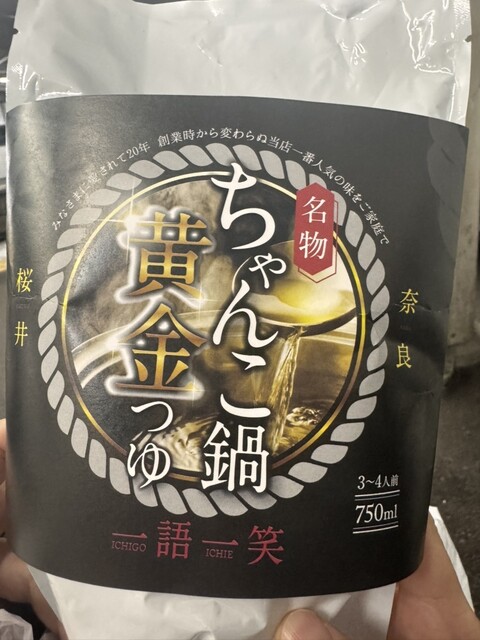 みなさまに愛されて20年 創業時から変わらぬ当店一番人気の味をご家庭で
名物
ちゃんこ鍋
黄金つゆ
奈良
桜井
3〜4人前
750ml
一語一笑
ICHIGO ICHIE